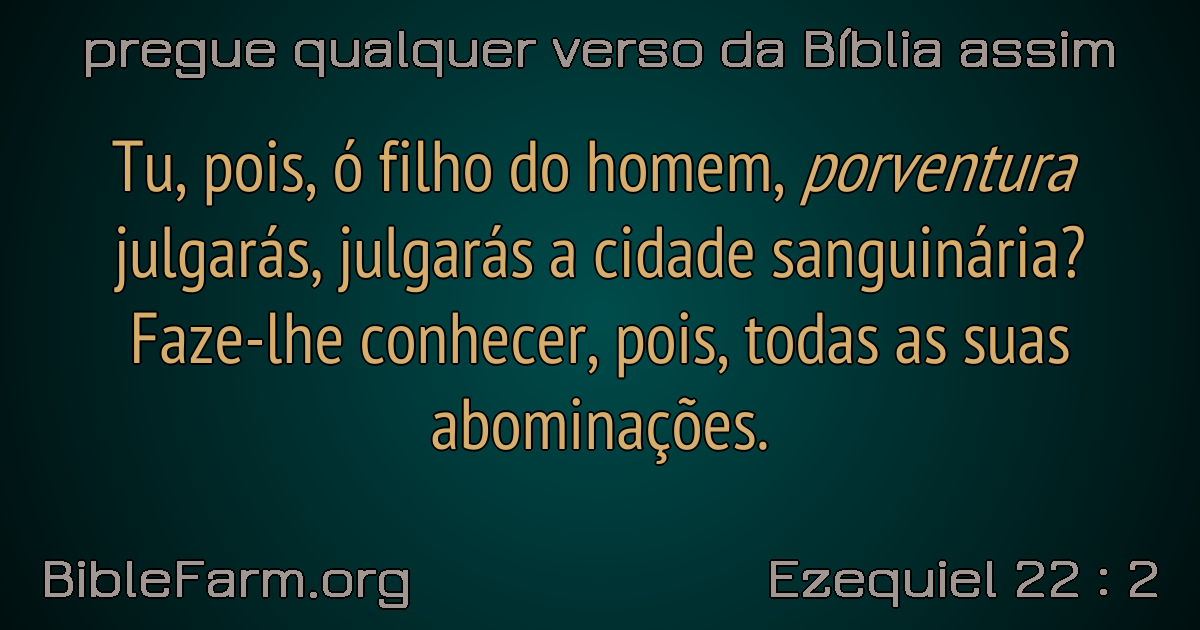 pregue qualquer verso da Bíblia assim
Tu, pois, ó filho do homem, porventura
julgarás, julgarás a cidade sanguinária?
Faze-lhe conhecer, pois, todas as suas
abominações.
BibleFarm.org
Ezequiel 22 : 2